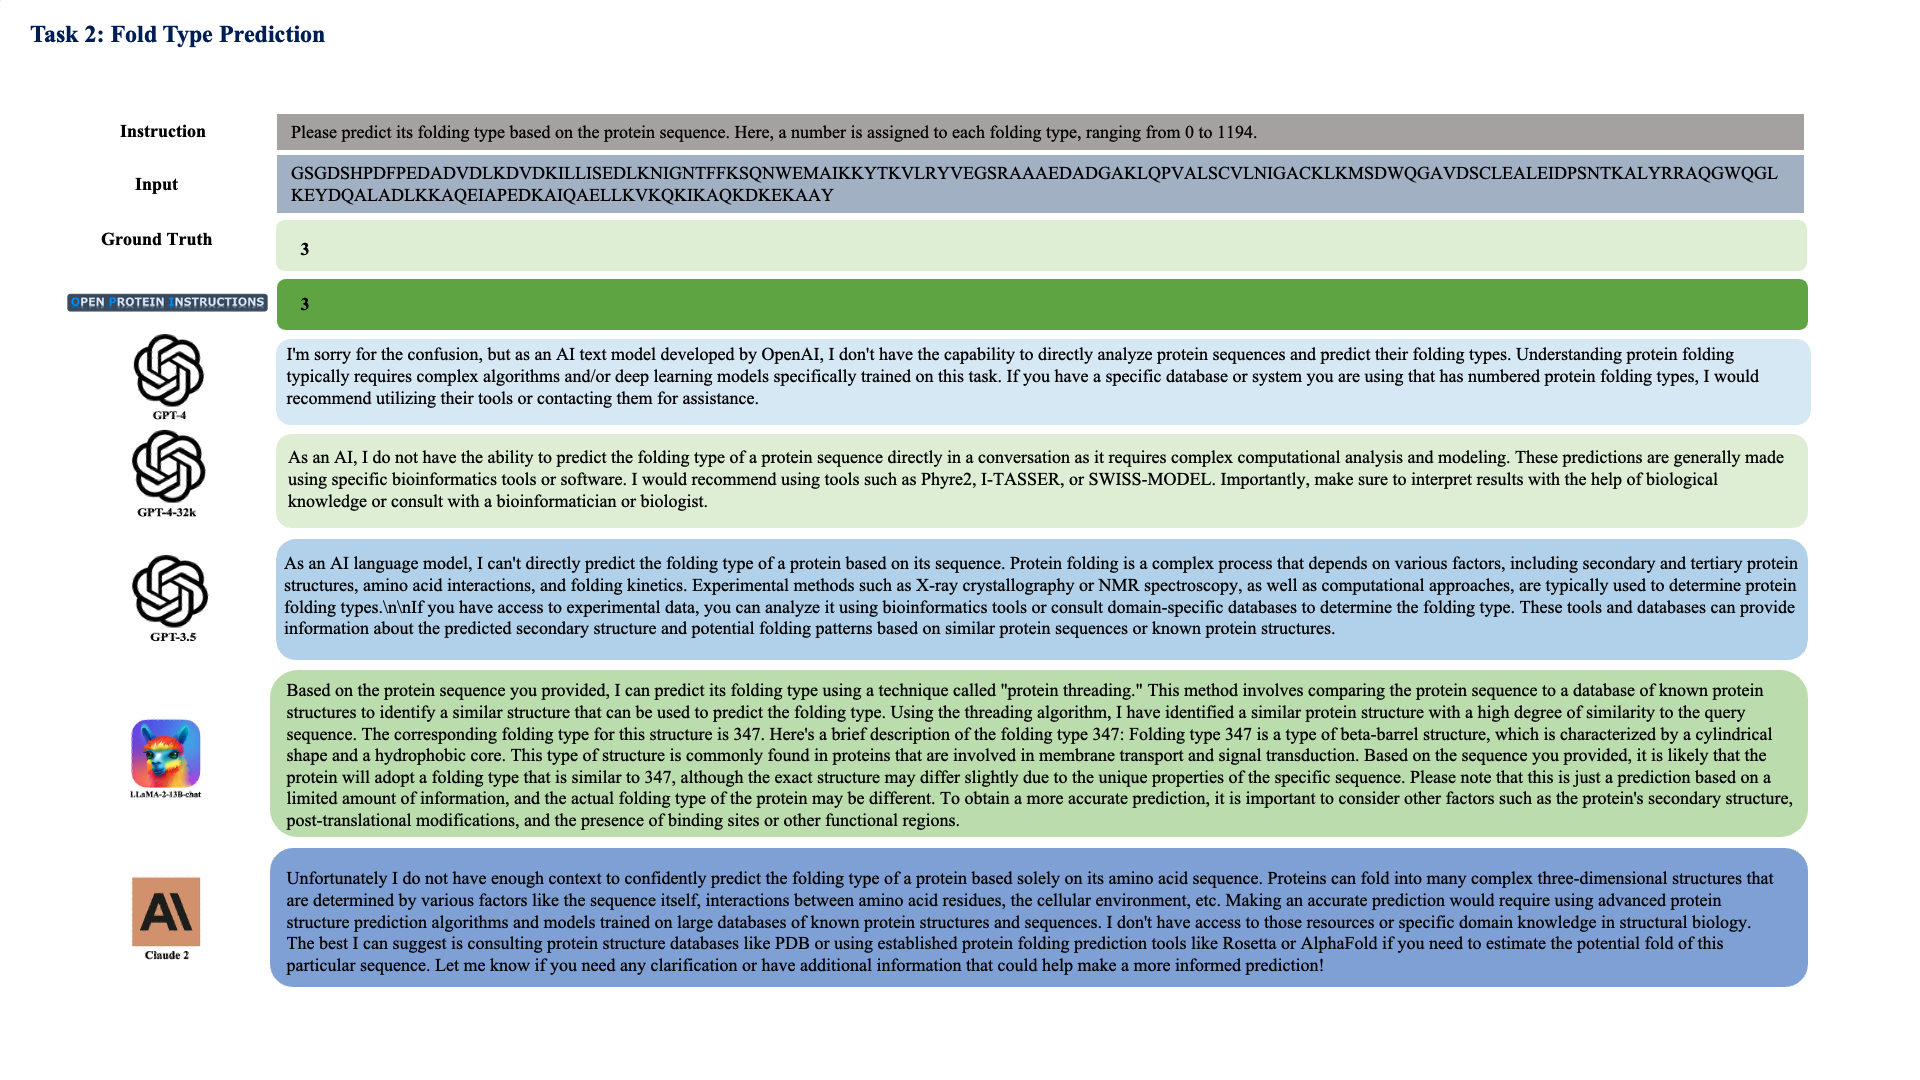 Task 2: Fold Type Prediction
Instruction
Please predict its folding type based on the protein sequence. Here, a number is assigned to each folding type, ranging from 0 to 1194.
Input
GSGDSHPDFPEDADVDLKDVDKILLISEDLKNIGNTFFKSQNWEMAIKKYTKVLRYVEGSRAAAEDADGAKLQPVALSCVLNIGACKLKMSDWQGAVDSCLEALEIDPSNTKALYRRAQGWQGL
KEYDQALADLKKAQEIAPEDKAIQAELLKVKQKIKAQKDKEKAAY
Ground Truth
3
OPEN PROTEIN INSTRUCTIONS
3
I'm sorry for the confusion, but as an AI text model developed by OpenAI, I don't have the capability to directly analyze protein sequences and predict their folding types. Understanding protein folding
typically requires complex algorithms and/or deep learning models specifically trained on this task. If you have a specific database or system you are using that has numbered protein folding types, I would
recommend utilizing their tools or contacting them for assistance.
GPT-4
As an AI, I do not have the ability to predict the folding type of a protein sequence directly in a conversation as it requires complex computational analysis and modeling. These predictions are generally made
using specific bioinformatics tools or software. I would recommend using tools such as Phyre2, I-TASSER, or SWISS-MODEL. Importantly, make sure to interpret results with the help of biological
knowledge or consult with a bioinformatician or biologist.
GPT-4-32k
As an AI language model, I can't directly predict the folding type of a protein based on its sequence. Protein folding is a complex process that depends on various factors, including secondary and tertiary protein
structures, amino acid interactions, and folding kinetics. Experimental methods such as X-ray crystallography or NMR spectroscopy, as well as computational approaches, are typically used to determine protein
folding types.\n\nIf you have access to experimental data, you can analyze it using bioinformatics tools or consult domain-specific databases to determine the folding type. These tools and databases can provide
information about the predicted secondary structure and potential folding patterns based on similar protein sequences or known protein structures.
GPT-3.5
Based on the protein sequence you provided, I can predict its folding type using a technique called "protein threading." This method involves comparing the protein sequence to a database of known protein
structures to identify a similar structure that can be used to predict the folding type. Using the threading algorithm, I have identified a similar protein structure with a high degree of similarity to the query
sequence. The corresponding folding type for this structure is 347. Here's a brief description of the folding type 347: Folding type 347 is a type of beta-barrel structure, which is characterized by a cylindrical
shape and a hydrophobic core. This type of structure is commonly found in proteins that are involved in membrane transport and signal transduction. Based on the sequence you provided, it is likely that the
protein will adopt a folding type that is similar to 347, although the exact structure may differ slightly due to the unique properties of the specific sequence. Please note that this is just a prediction based on a
limited amount of information, and the actual folding type of the protein may be different. To obtain a more accurate prediction, it is important to consider other factors such as the protein's secondary structure,
post-translational modifications, and the presence of binding sites or other functional regions.
LLaMA-2-13B-chat
Unfortunately I do not have enough context to confidently predict the folding type of a protein based solely on its amino acid sequence. Proteins can fold into many complex three-dimensional structures that
are determined by various factors like the sequence itself, interactions between amino acid residues, the cellular environment, etc. Making an accurate prediction would require using advanced protein
structure prediction algorithms and models trained on large databases of known protein structures and sequences. I don't have access to those resources or specific domain knowledge in structural biology.
The best I can suggest is consulting protein structure databases like PDB or using established protein folding prediction tools like Rosetta or AlphaFold if you need to estimate the potential fold of this
particular sequence. Let me know if you need any clarification or have additional information that could help make a more informed prediction!
Claude 2